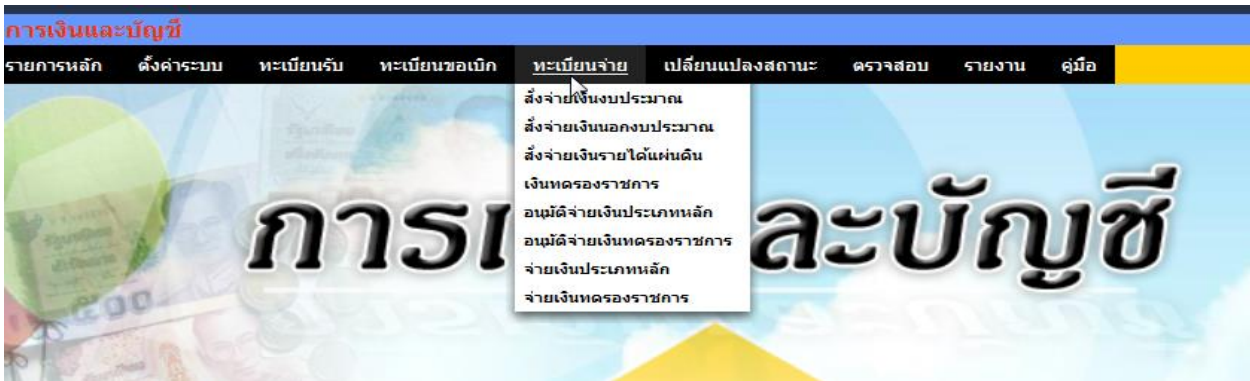 การเงินและบัญชี
รายการหลัก ตั้งค่าระบบ ทะเบียนรับ ทะเบียนขอเบิก ทะเบียนจ่าย เปลี่ยนแปลงสถานะ ตรวจสอบ รายงาน คู่มือ
สั่งจ่ายเงินงบประมาณ
สั่งจ่ายเงินนอกงบประมาณ
สั่งจ่ายเงินรายได้แผ่นดิน
เงินทดรองราชการ
อนุมัติจ่ายเงินประเภทหลัก
อนุมัติจ่ายเงินทดรองราชการ
จ่ายเงินประเภทหลัก
จ่ายเงินทดรองราชการ
การเ ละบัญชี